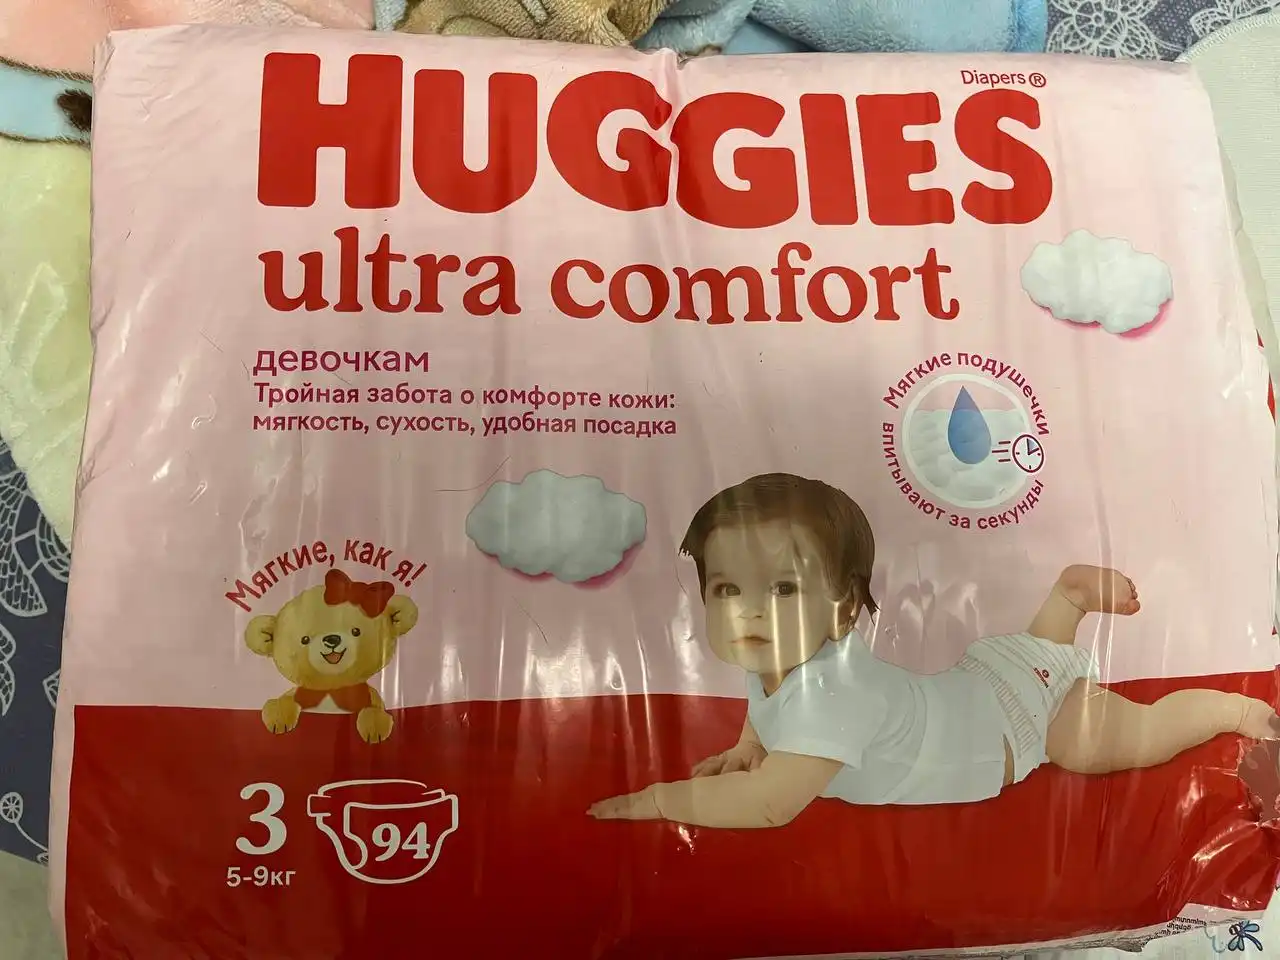 Diapers®
HUGGIES
ultra comfort
девочкам
Тройная забота о комфорте кожи:
мягкость, сухость, удобная посадка
Мягкие подушечки
впитывают за секунды
Мягкие, как я!
3
94
5-9кг